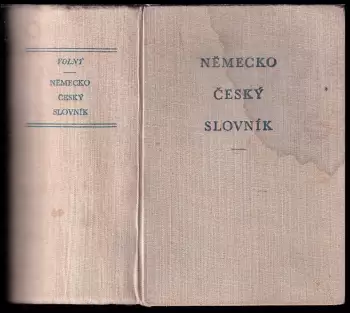 VOLNÝ
NĚMECKO
ČESKÝ
SLOVNÍK
NĚMECKO
ČESKÝ
SLOVNÍK